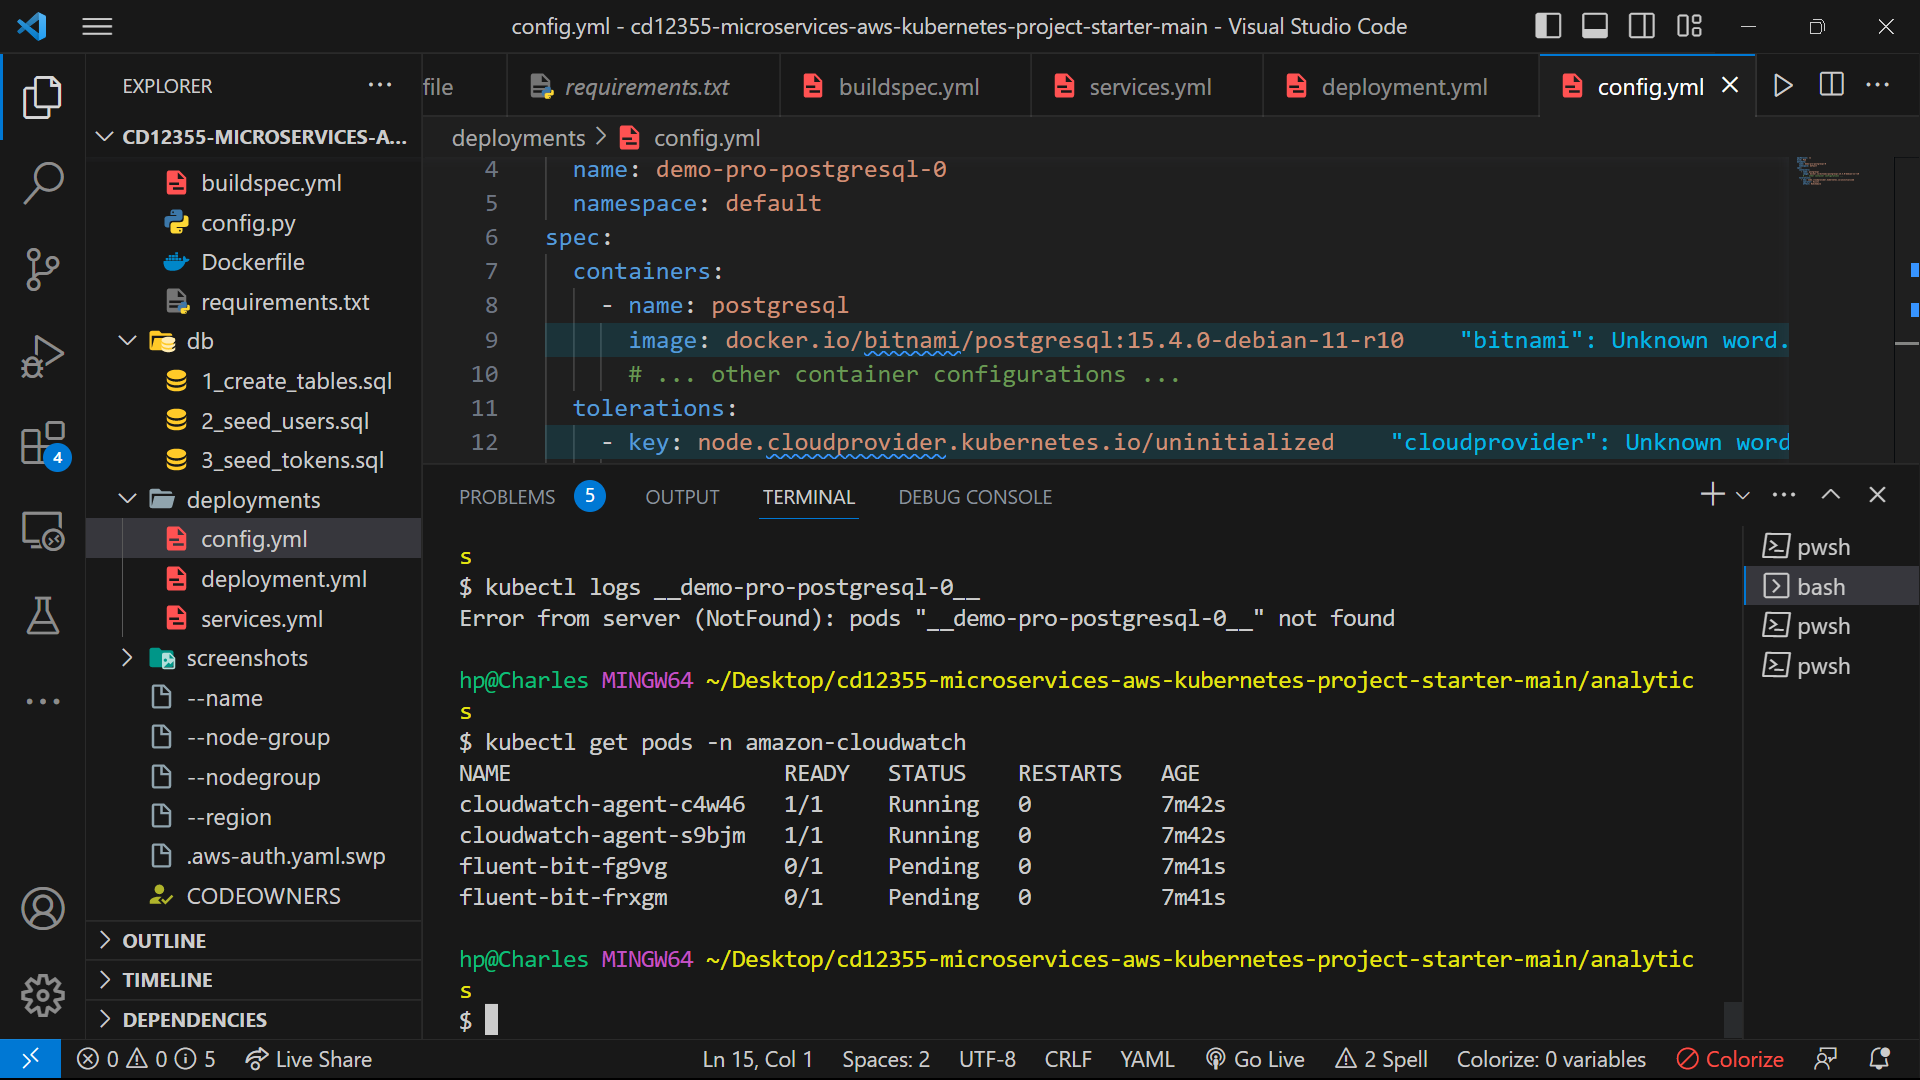 config.yml - cd12355-microservices-aws-kubernetes-project-starter-main - Visual Studio Code
EXPLORER
file
requirements.txt
buildspec.yml
services.yml
deployment.yml
config.yml
CD12355-MICROSERVICES-A...
buildspec.yml
config.py
Dockerfile
requirements.txt
db
1_create_tables.sql
2_seed_users.sql
3_seed_tokens.sql
deployments
config.yml
deployment.yml
services.yml
screenshots
--name
--node-group
--nodegroup
--region
.aws-auth.yaml.swp
CODEOWNERS
OUTLINE
TIMELINE
DEPENDENCIES
4
deployments > config.yml
4 name: demo-pro-postgresql-0
5 namespace: default
6 spec:
7 containers:
8 - name: postgresql
9 image: docker.io/bitnami/postgresql:15.4.0-debian-11-r10 "bitnami": Unknown word.
10 # ... other container configurations ...
11 tolerations:
12 - key: node.cloudprovider.kubernetes.io/uninitialized "cloudprovider": Unknown word
PROBLEMS 5 OUTPUT TERMINAL DEBUG CONSOLE
s
$ kubectl logs __demo-pro-postgresql-0__
Error from server (NotFound): pods "__demo-pro-postgresql-0__" not found
hp@Charles MINGW64 ~/Desktop/cd12355-microservices-aws-kubernetes-project-starter-main/analytic
s
$ kubectl get pods -n amazon-cloudwatch
NAME READY STATUS RESTARTS AGE
cloudwatch-agent-c4w46 1/1 Running 0 7m42s
cloudwatch-agent-s9bjm 1/1 Running 0 7m42s
fluent-bit-fg9vg 0/1 Pending 0 7m41s
fluent-bit-frxgm 0/1 Pending 0 7m41s
hp@Charles MINGW64 ~/Desktop/cd12355-microservices-aws-kubernetes-project-starter-main/analytic
s
$
pwsh
bash
pwsh
pwsh
0 0 5 Live Share Ln 15, Col 1 Spaces: 2 UTF-8 CRLF YAML Go Live 2 Spell Colorize: 0 variables Colorize